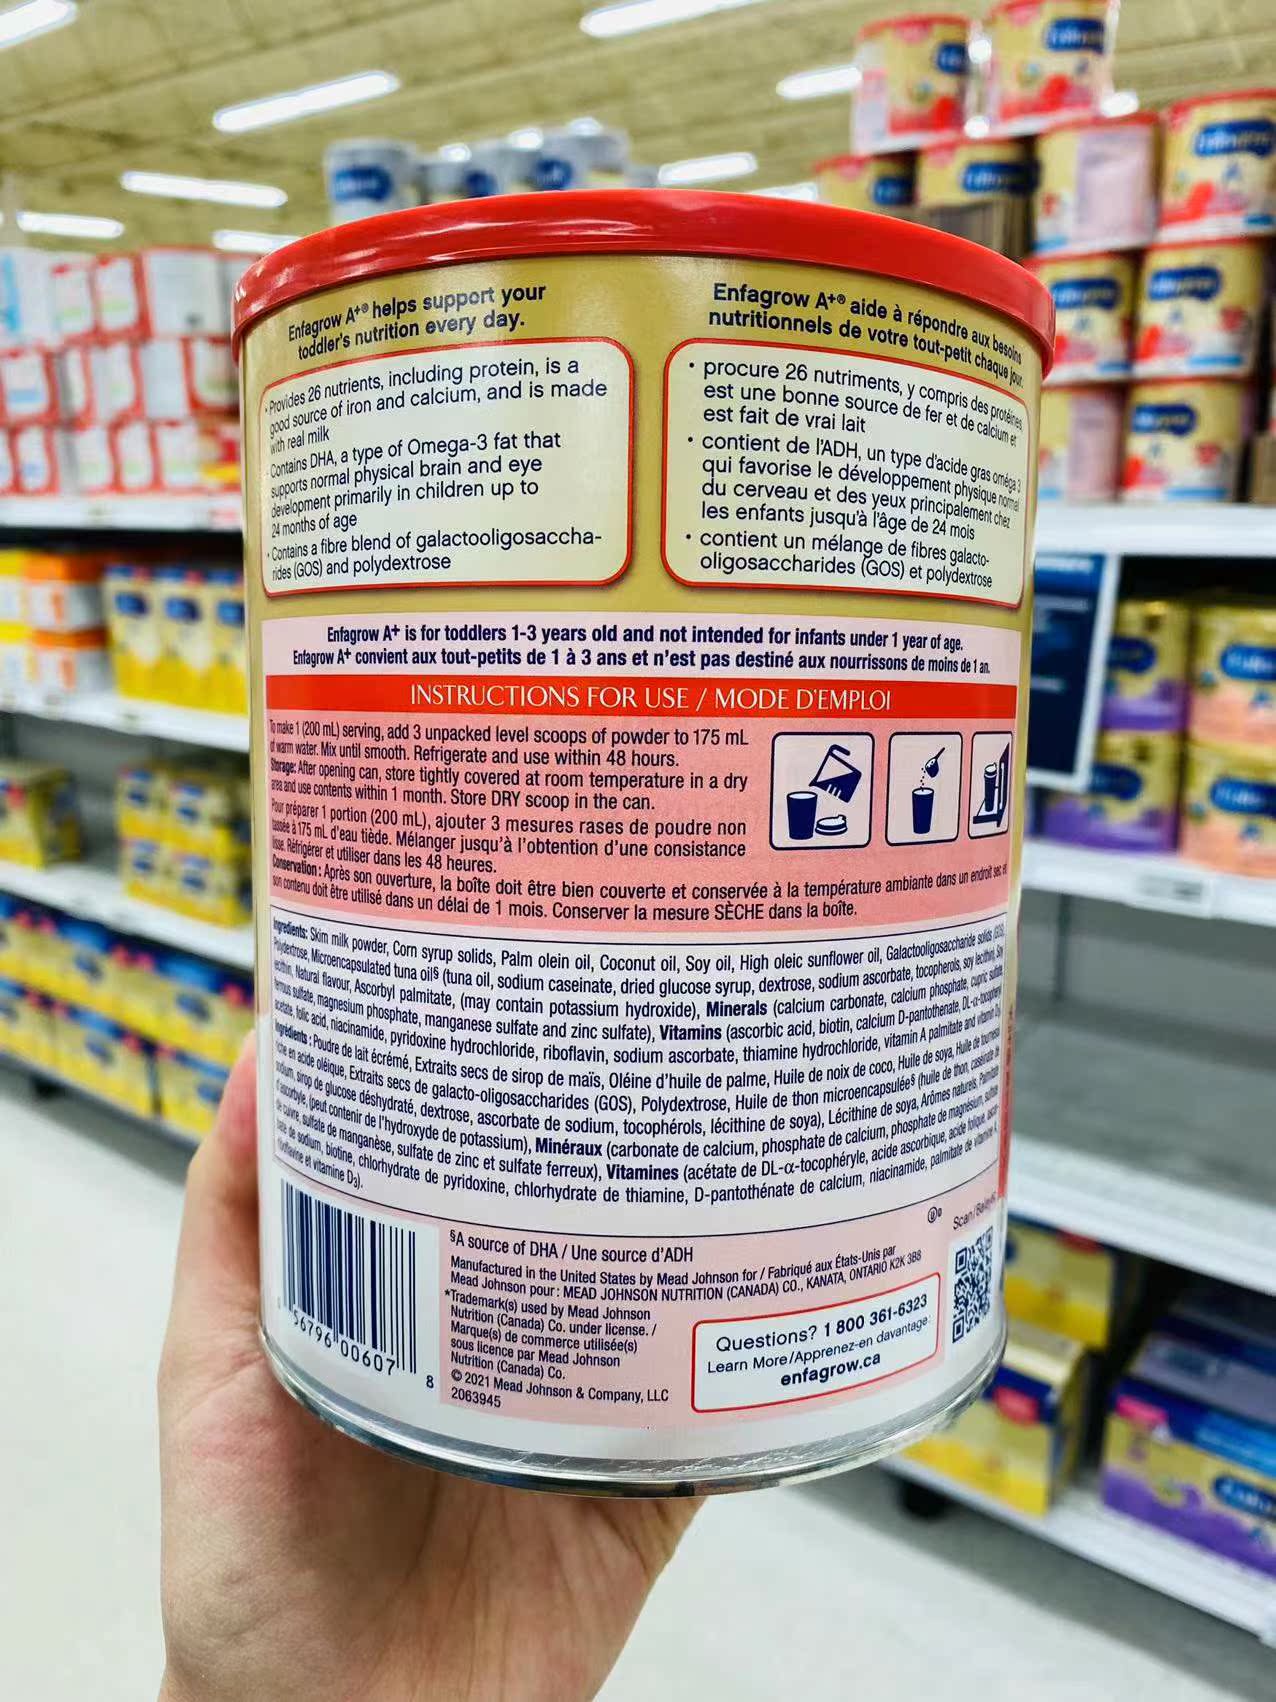 Enfagrow A+® helps support your
toddler's nutrition every day.
• Provides 26 nutrients, including protein, is a
good source of iron and calcium, and is made
with real milk
• Contains DHA, a type of Omega-3 fat that
supports normal physical brain and eye
development primarily in children up to
24 months of age
• Contains a fibre blend of galactooligosaccha-
rides (GOS) and polydextrose
Enfagrow A+® aide à répondre aux besoins
nutritionnels de votre tout-petit chaque jour.
• procure 26 nutriments, y compris des protéines,
est une bonne source de fer et de calcium et
est fait de vrai lait
• contient de l'ADH, un type d'acide gras oméga 3
qui favorise le développement physique normal
du cerveau et des yeux principalement chez
les enfants jusqu'à l'âge de 24 mois
• contient un mélange de fibres galacto-
oligosaccharides (GOS) et polydextrose
Enfagrow A+ is for toddlers 1-3 years old and not intended for infants under 1 year of age.
Enfagrow A+ convient aux tout-petits de 1 à 3 ans et n'est pas destiné aux nourrissons de moins de 1 an.
INSTRUCTIONS FOR USE / MODE D'EMPLOI
To make 1 (200 mL) serving, add 3 unpacked level scoops of powder to 175 mL
of warm water. Mix until smooth. Refrigerate and use within 48 hours.
Storage: After opening can, store tightly covered at room temperature in a dry
area and use contents within 1 month. Store DRY scoop in the can.
Pour préparer 1 portion (200 mL), ajouter 3 mesures rases de poudre non
tassée à 175 mL d'eau tiède. Mélanger jusqu'à l'obtention d'une consistance
lisse. Réfrigérer et utiliser dans les 48 heures.
Conservation : Après son ouverture, la boîte doit être bien couverte et conservée à la température ambiante dans un endroit sec et
son contenu doit être utilisé dans un délai de 1 mois. Conserver la mesure SÈCHE dans la boîte.
Ingredients: Skim milk powder, Corn syrup solids, Palm olein oil, Coconut oil, Soy oil, High oleic sunflower oil, Galactooligosaccharide solids (GOS),
Polydextrose, Microencapsulated tuna oil§ (tuna oil, sodium caseinate, dried glucose syrup, dextrose, sodium ascorbate, tocopherols, soy lecithin), Soy
lecithin, Natural flavour, Ascorbyl palmitate, (may contain potassium hydroxide), Minerals (calcium carbonate, calcium phosphate, cupric sulfate,
ferrous sulfate, magnesium phosphate, manganese sulfate and zinc sulfate), Vitamins (ascorbic acid, biotin, calcium D-pantothenate, DL-α-tocopheryl
acetate, folic acid, niacinamide, pyridoxine hydrochloride, riboflavin, sodium ascorbate, thiamine hydrochloride, vitamin A palmitate and vitamin D3).
Ingrédients : Poudre de lait écrémé, Extraits secs de sirop de maïs, Oléine d'huile de palme, Huile de noix de coco, Huile de soya, Huile de tournesol
riche en acide oléique, Extraits secs de galacto-oligosaccharides (GOS), Polydextrose, Huile de thon microencapsulée§ (huile de thon, caséinate de
sodium, sirop de glucose déshydraté, dextrose, ascorbate de sodium, tocophérols, lécithine de soya), Lécithine de soya, Arômes naturels, Palmitate
d'ascorbyle, (peut contenir de l'hydroxyde de potassium), Minéraux (carbonate de calcium, phosphate de calcium, phosphate de magnésium, sulfate
de cuivre, sulfate de manganèse, sulfate de zinc et sulfate ferreux), Vitamines (acétate de DL-α-tocophéryle, acide ascorbique, acide folique, ascor-
bate de sodium, biotine, chlorhydrate de pyridoxine, chlorhydrate de thiamine, D-pantothénate de calcium, niacinamide, palmitate de vitamine A,
riboflavine et vitamine D3).
56796 00607 8
§A source of DHA / Une source d'ADH
Manufactured in the United States by Mead Johnson for / Fabriqué aux États-Unis par
Mead Johnson pour : MEAD JOHNSON NUTRITION (CANADA) CO., KANATA, ONTARIO K2K 3B8
*Trademark(s) used by Mead Johnson
Nutrition (Canada) Co. under license. /
Marque(s) de commerce utilisée(s)
sous licence par Mead Johnson
Nutrition (Canada) Co.
© 2021 Mead Johnson & Company, LLC
2063945
Questions? 1 800 361-6323
Learn More/Apprenez-en davantage:
enfagrow.ca
Scan/